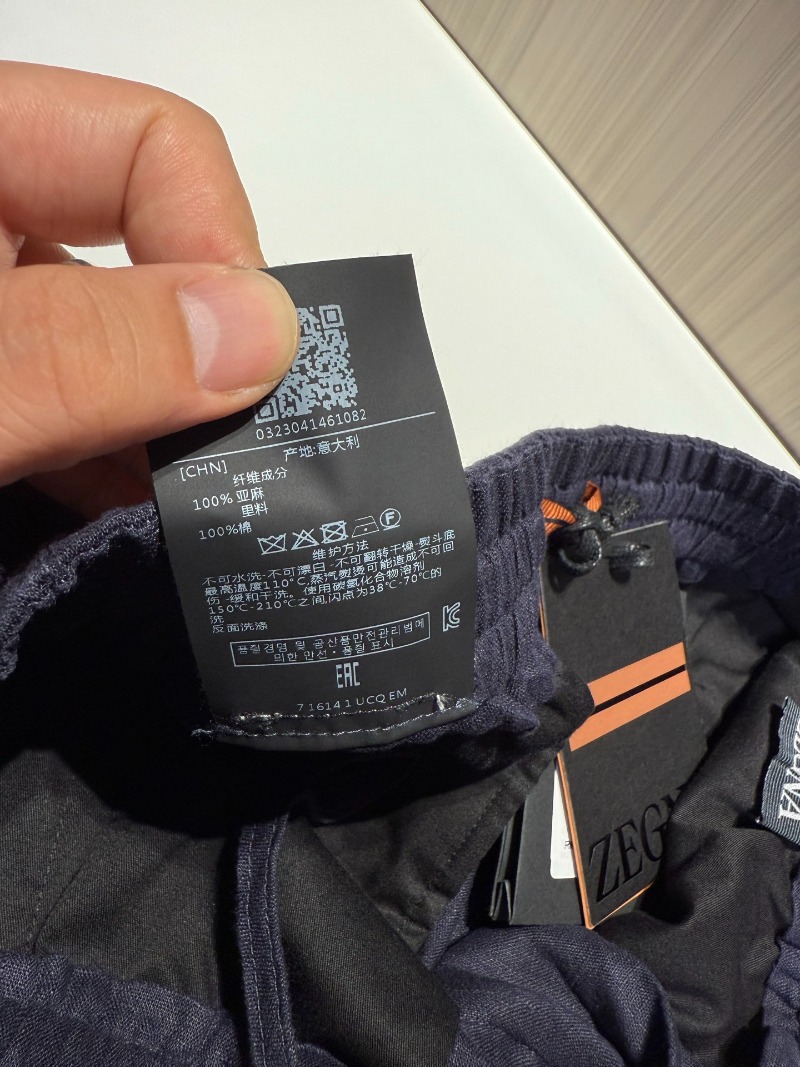 0323041461082
产地:意大利
[CHN]
纤维成分
100% 亚麻
里料
100%棉
维护方法
不可水洗-不可漂白-不可翻转干燥-熨斗底
最高温度110℃,蒸汽熨烫可能造成不可回
伤 -缓和干洗。使用碳氢化合物溶剂
150℃-210℃之间,闪点为38℃-70℃的
洗
反面洗涤
품질경영 및 공산품안전관리법에
의한 안전·품질 표시
EAC
7 1614 1 UCQ EM
ZEG